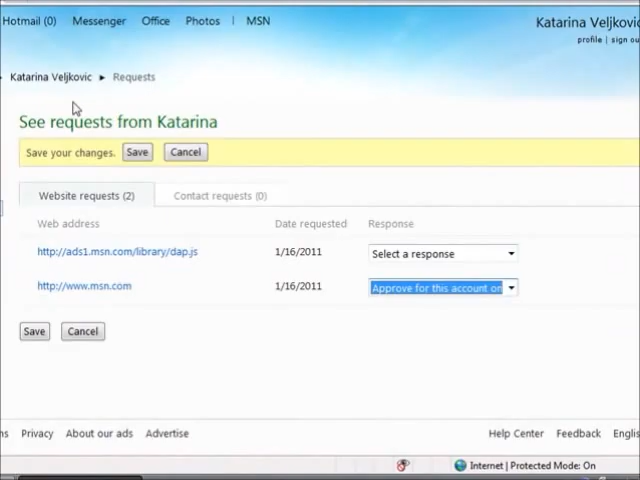 Hotmail (0) Messenger Office Photos | MSN Katarina Veljkovic
profile | sign ou
Katarina Veljkovic ▸ Requests
See requests from Katarina
Save your changes. Save Cancel
Website requests (2) Contact requests (0)
Web address Date requested Response
http://ads1.msn.com/library/dap.js 1/16/2011 Select a response
http://www.msn.com 1/16/2011 Approve for this account on
Save Cancel
ns Privacy About our ads Advertise Help Center Feedback Englis
Internet | Protected Mode: On